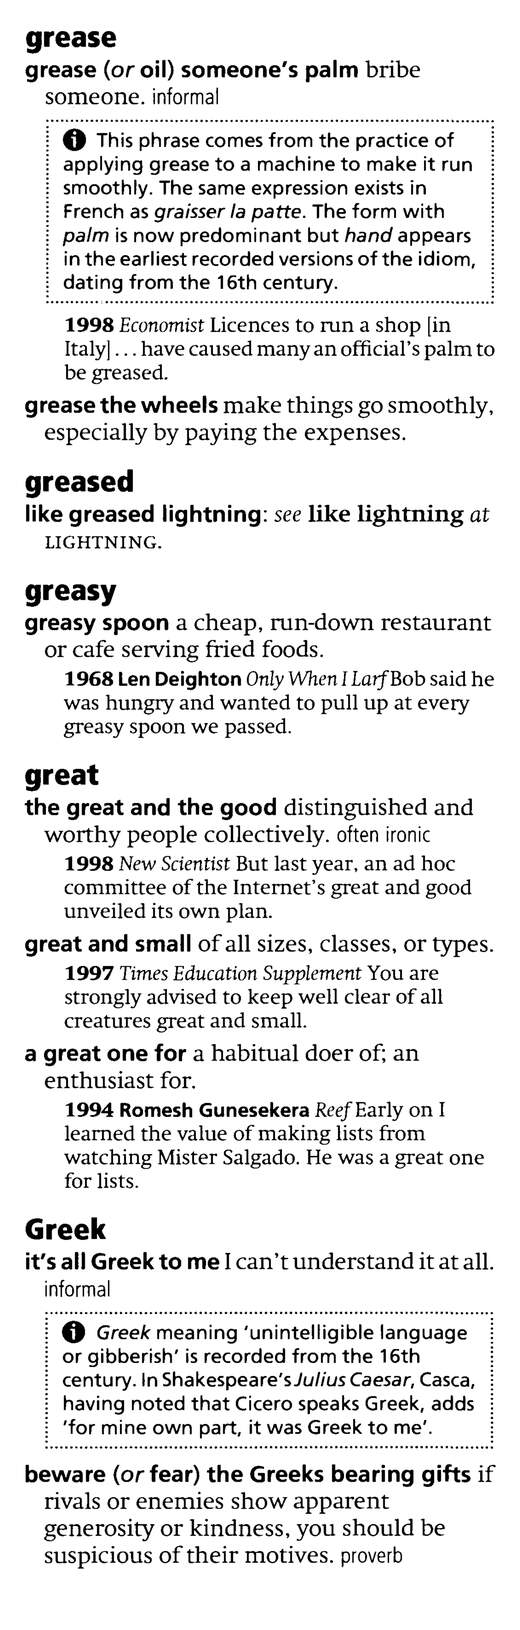 grease
grease (or oil) someone's palm bribe
someone. informal
This phrase comes from the practice of
applying grease to a machine to make it run
smoothly. The same expression exists in
French as graisser la patte. The form with
palm is now predominant but hand appears
in the earliest recorded versions of the idiom,
dating from the 16th century.
1998 Economist Licences to run a shop [in
Italy] ... have caused many an official's palm to
be greased.
grease the wheels make things go smoothly,
especially by paying the expenses.
greased
like greased lightning: see like lightning at
LIGHTNING.
greasy
greasy spoon a cheap, run-down restaurant
or cafe serving fried foods.
1968 Len Deighton Only When I Larf Bob said he
was hungry and wanted to pull up at every
greasy spoon we passed.
great
the great and the good distinguished and
worthy people collectively. often ironic
1998 New Scientist But last year, an ad hoc
committee of the Internet's great and good
unveiled its own plan.
great and small of all sizes, classes, or types.
1997 Times Education Supplement You are
strongly advised to keep well clear of all
creatures great and small.
a great one for a habitual doer of; an
enthusiast for.
1994 Romesh Gunesekera Reef Early on I
learned the value of making lists from
watching Mister Salgado. He was a great one
for lists.
Greek
it's all Greek to me I can't understand it at all.
informal
Greek meaning 'unintelligible language
or gibberish' is recorded from the 16th
century. In Shakespeare's Julius Caesar, Casca,
having noted that Cicero speaks Greek, adds
'for mine own part, it was Greek to me'.
beware (or fear) the Greeks bearing gifts if
rivals or enemies show apparent
generosity or kindness, you should be
suspicious of their motives. proverb